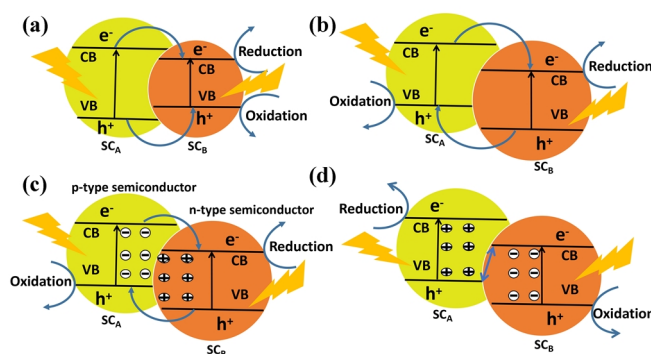 (a)
e-
CB
VB
h+
SCA
e-
CB
VB
h+
SCB
Reduction
Oxidation
(b)
e-
CB
VB
h+
SCA
Oxidation
e-
CB
VB
h+
SCB
Reduction
(c)
p-type semiconductor
n-type semiconductor
e-
CB
VB
h+
SCA
Oxidation
e-
CB
VB
h+
Reduction
(d)
Reduction
e-
CB
VB
h+
SCA
e-
CB
VB
h+
SCB
Oxidation